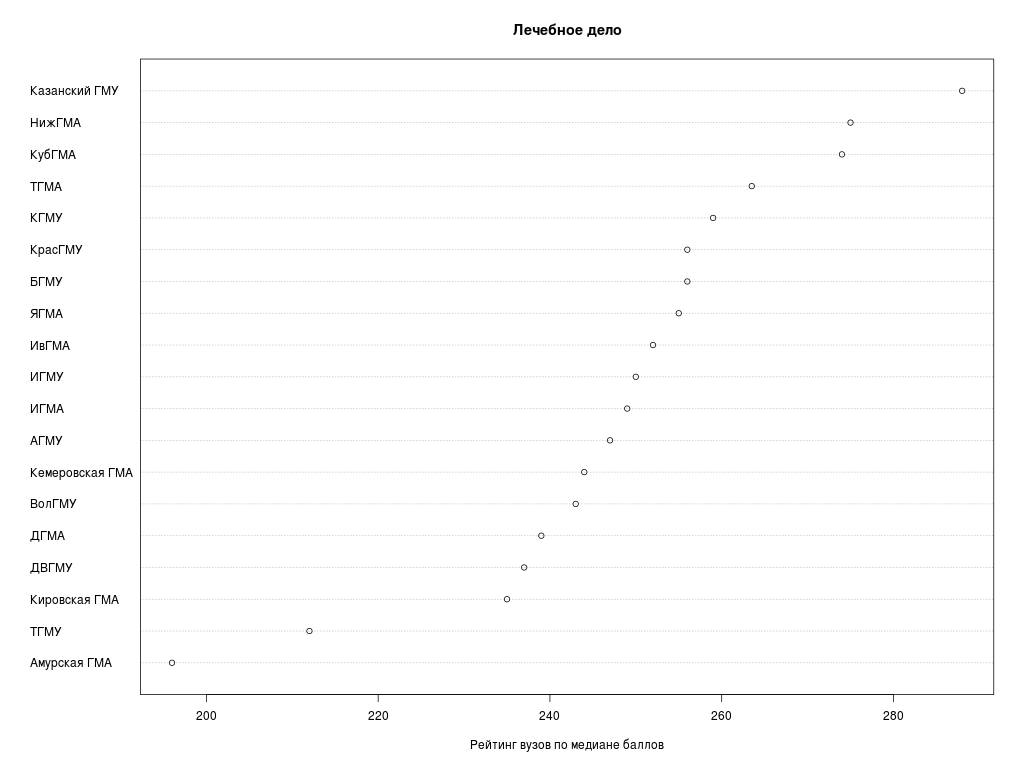 Лечебное дело
Казанский ГМУ
НижГМА
КубГМА
ТГМА
КГМУ
КрасГМУ
БГМУ
ЯГМА
ИвГМА
ИГМУ
ИГМА
АГМУ
Кемеровская ГМА
ВолГМУ
ДГМА
ДВГМУ
Кировская ГМА
ТГМУ
Амурская ГМА
200 220 240 260 280
Рейтинг вузов по медиане баллов